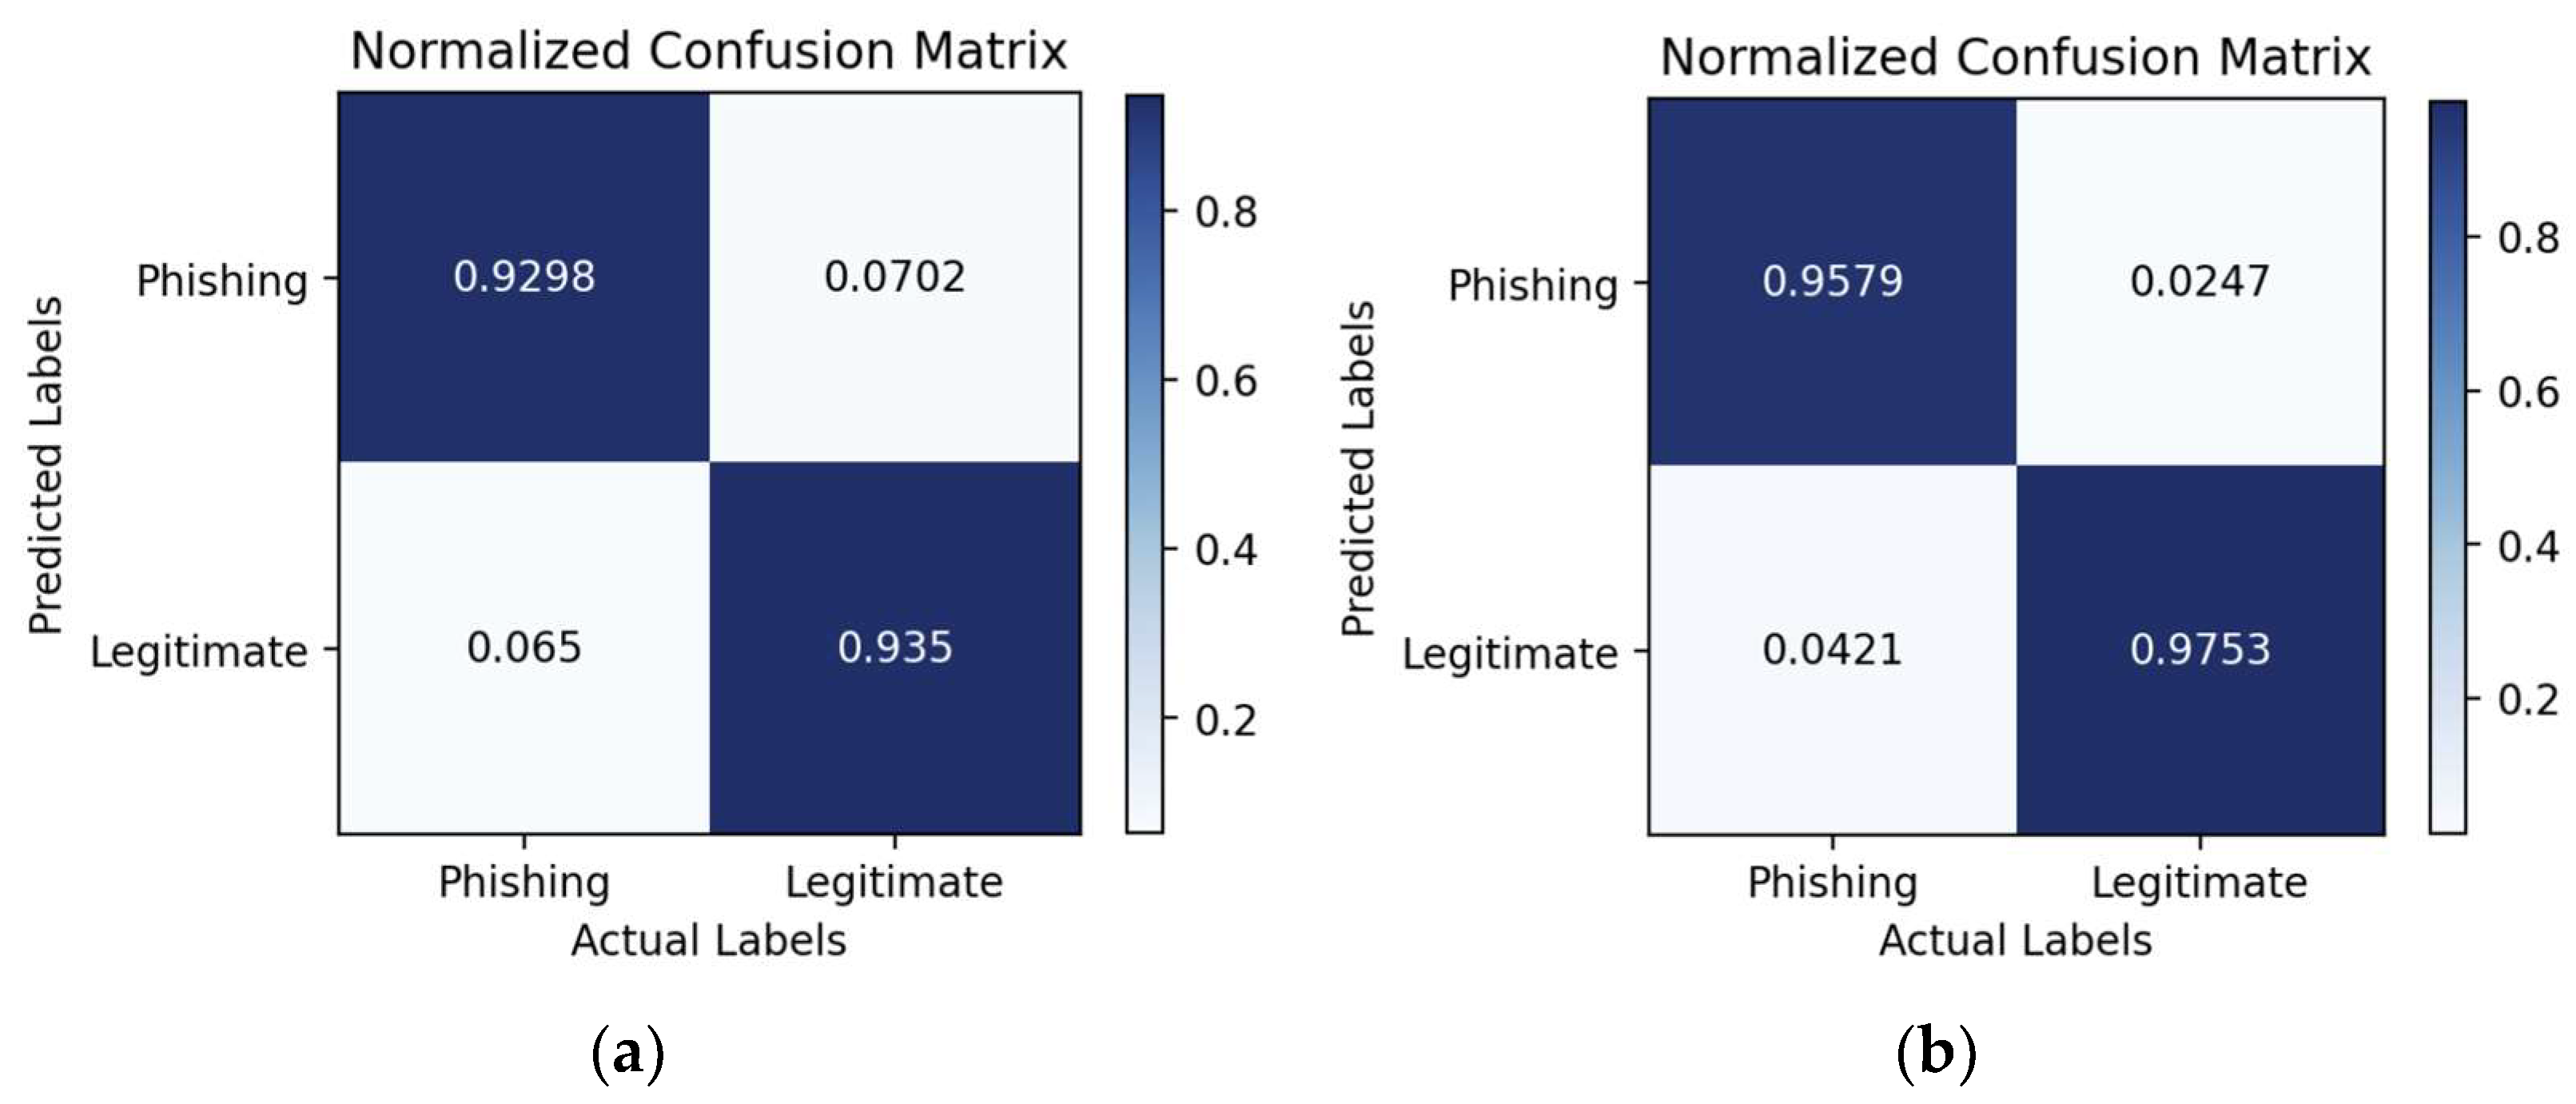 Normalized Confusion Matrix
Predicted Labels
Phishing
Legitimate
0.9298
0.0702
0.065
0.935
0.8
0.6
0.4
0.2
Phishing
Legitimate
Actual Labels
(a)
Normalized Confusion Matrix
Predicted Labels
Phishing
Legitimate
0.9579
0.0247
0.0421
0.9753
0.8
0.6
0.4
0.2
Phishing
Legitimate
Actual Labels
(b)